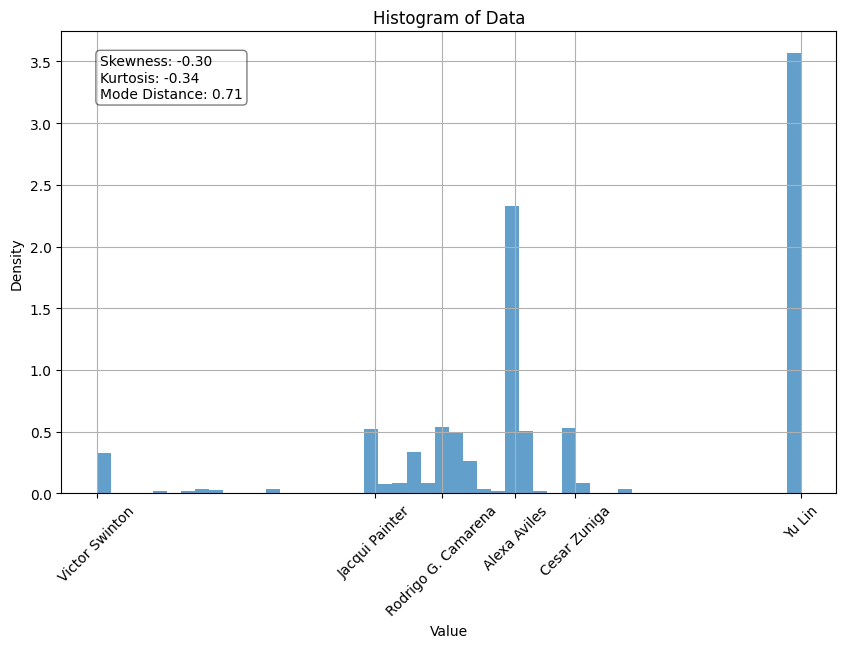 Histogram of Data
Skewness: -0.30
Kurtosis: -0.34
Mode Distance: 0.71
3.5
3.0
2.5
2.0
1.5
1.0
0.5
0.0
Density
Victor Swinton
Jacqui Painter
Rodrigo G. Camarena
Alexa Aviles
Cesar Zuniga
Yu Lin
Value